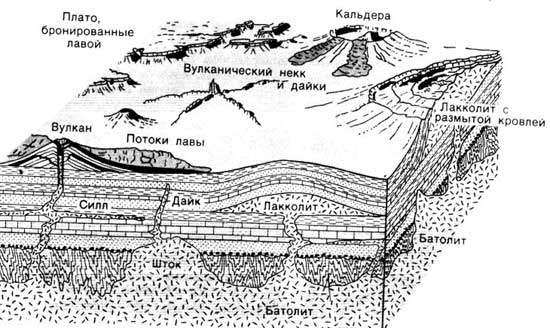 Плато,
бронированные
лавой
Кальдера
Вулканический некк
и дайки
Лакколит с
размытой кровлей
Вулкан
Потоки лавы
Силл
Дайк
Лакколит
Батолит
Шток
Батолит